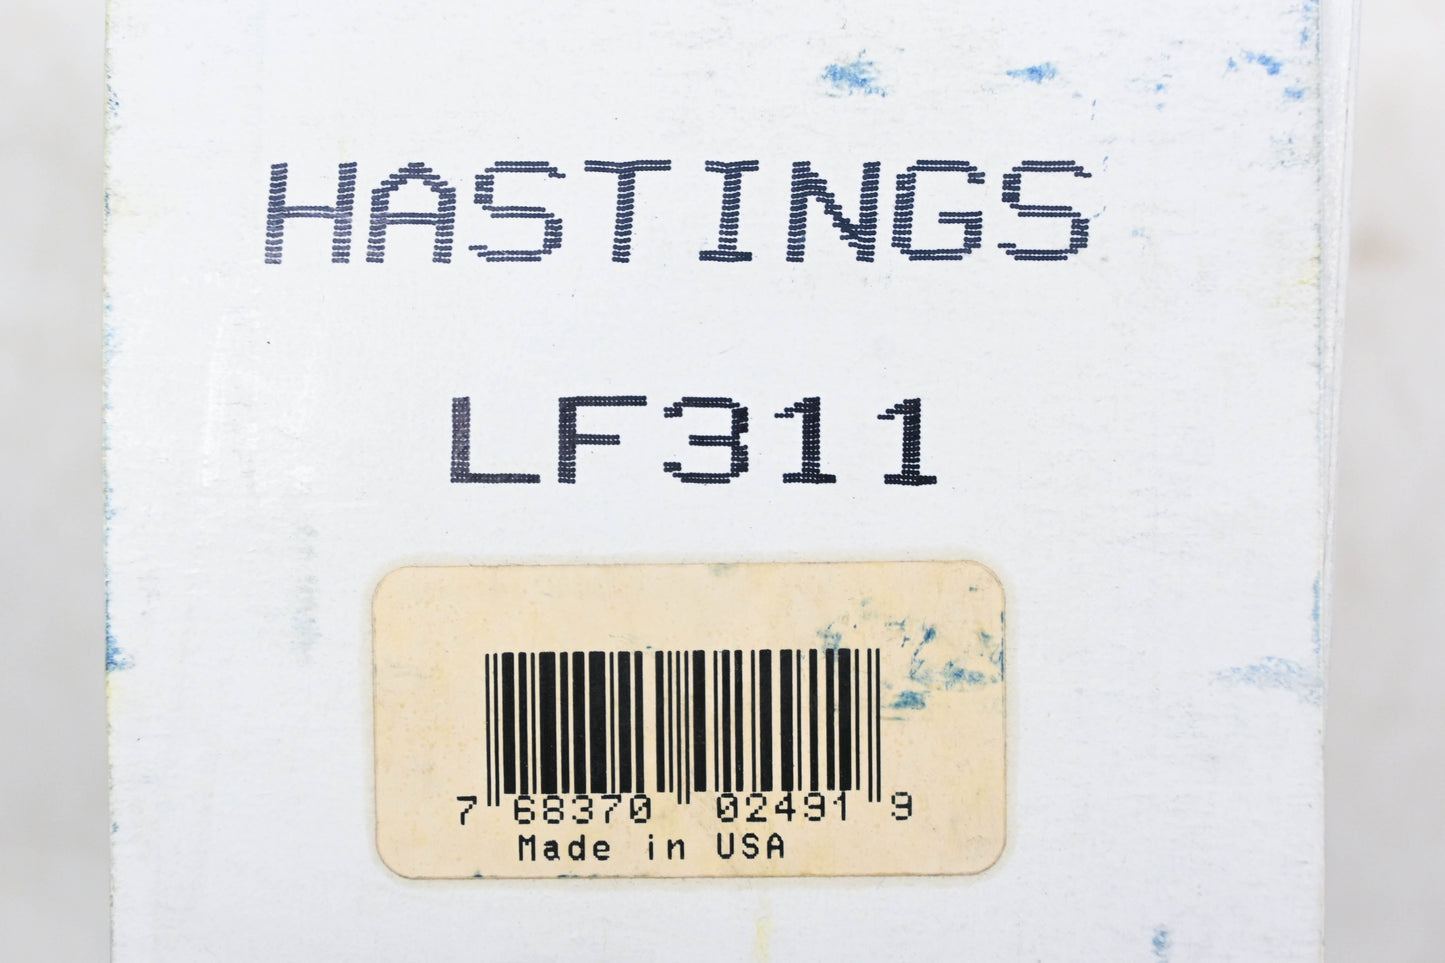 HASTINGS
LF311
7 68370 02491 9
Made in USA